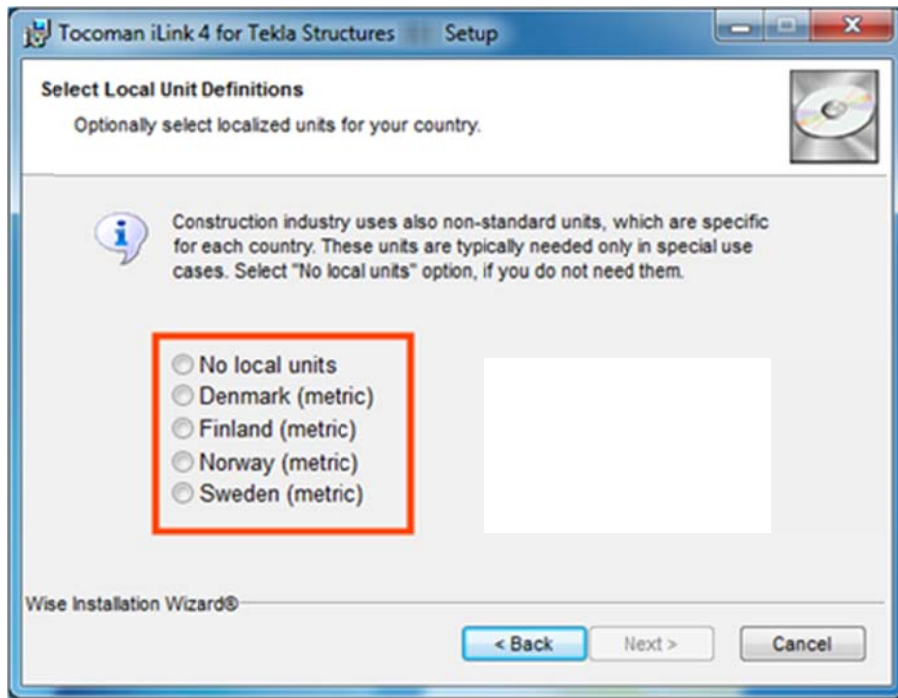 Tocoman iLink 4 for Tekla Structures Setup
Select Local Unit Definitions
Optionally select localized units for your country.
Construction industry uses also non-standard units, which are specific
for each country. These units are typically needed only in special use
cases. Select "No local units" option, if you do not need them.
No local units
Denmark (metric)
Finland (metric)
Norway (metric)
Sweden (metric)
Wise Installation Wizard®
< Back
Next >
Cancel